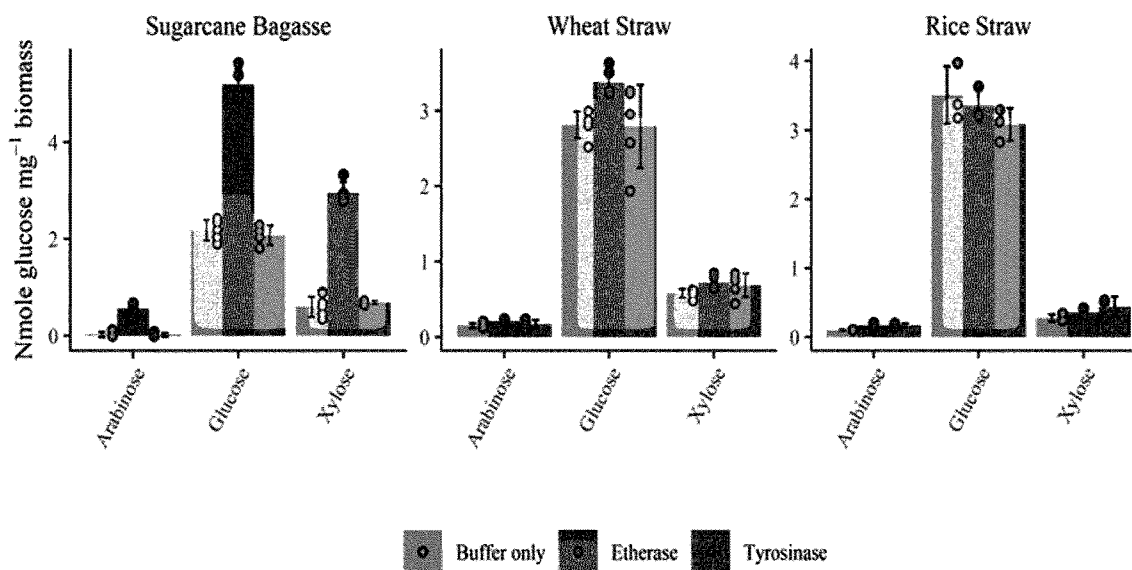 Sugarcane Bagasse
Wheat Straw
Rice Straw
Nmole glucose mg⁻¹ biomass
4
2
0
3
2
1
0
4
3
2
1
0
Arabinose
Glucose
Xylose
Arabinose
Glucose
Xylose
Arabinose
Glucose
Xylose
Buffer only
Etherase
Tyrosinase